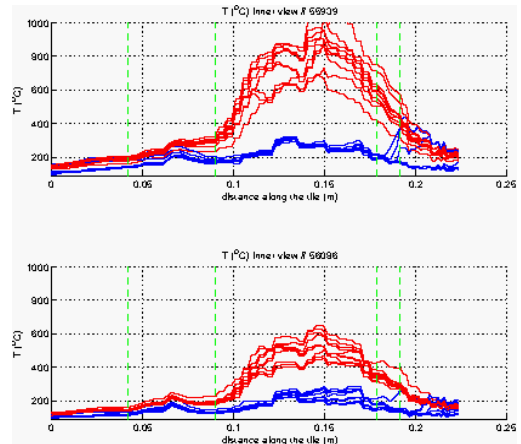 T (°C) Inner view # 55939
1000
800
600
400
200
T (°C)
0 0.05 0.1 0.15 0.2 0.25
distance along the tile (m)
T (°C) Inner view # 56096
1000
800
600
400
200
T (°C)
0 0.05 0.1 0.15 0.2 0.25
distance along the tile (m)